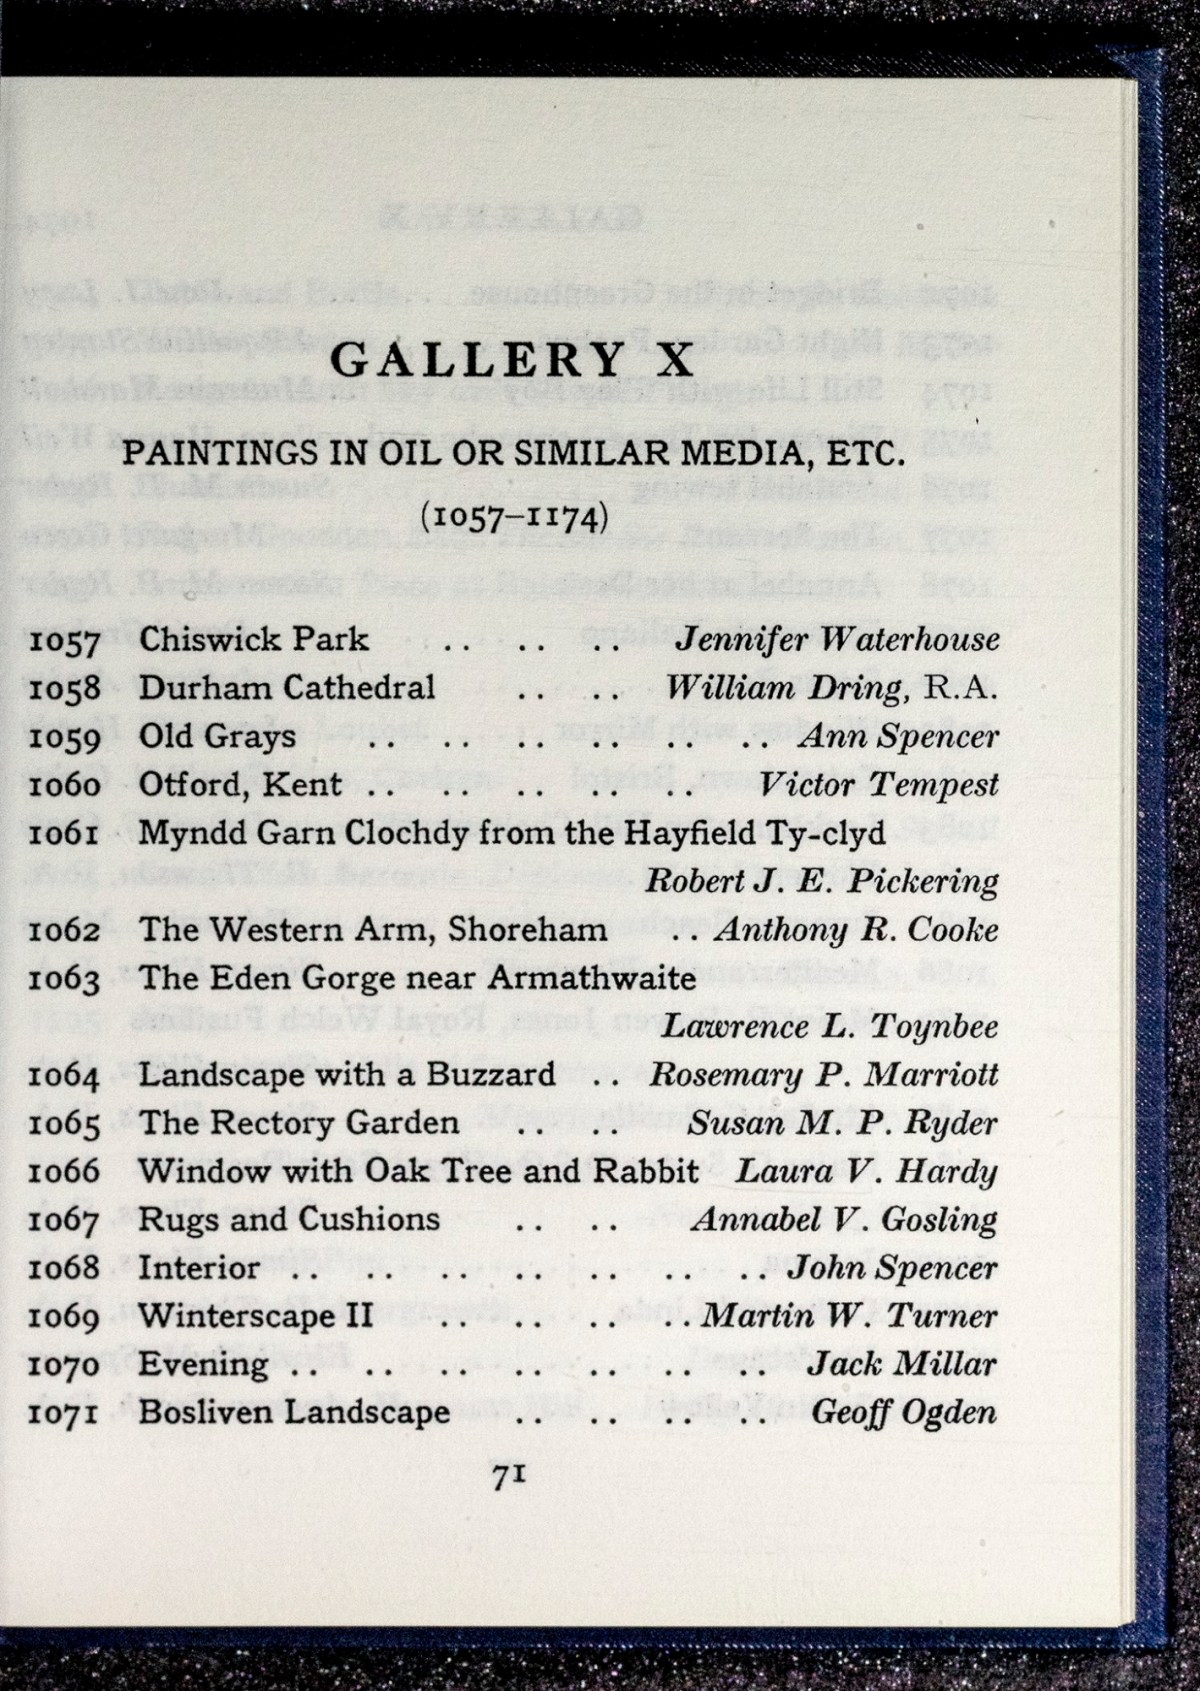 GALLERY X
PAINTINGS IN OIL OR SIMILAR MEDIA, ETC.
(1057–1174)
1057 Chiswick Park .. .. .. Jennifer Waterhouse
1058 Durham Cathedral .. .. William Dring, R.A.
1059 Old Grays .. .. .. .. .. .. Ann Spencer
1060 Otford, Kent .. .. .. .. .. Victor Tempest
1061 Myndd Garn Clochdy from the Hayfield Ty-clyd
Robert J. E. Pickering
1062 The Western Arm, Shoreham .. Anthony R. Cooke
1063 The Eden Gorge near Armathwaite
Lawrence L. Toynbee
1064 Landscape with a Buzzard .. Rosemary P. Marriott
1065 The Rectory Garden .. .. Susan M. P. Ryder
1066 Window with Oak Tree and Rabbit Laura V. Hardy
1067 Rugs and Cushions .. .. Annabel V. Gosling
1068 Interior .. .. .. .. .. .. .. John Spencer
1069 Winterscape II .. .. .. .. Martin W. Turner
1070 Evening .. .. .. .. .. .. .. Jack Millar
1071 Bosliven Landscape .. .. .. .. Geoff Ogden
71